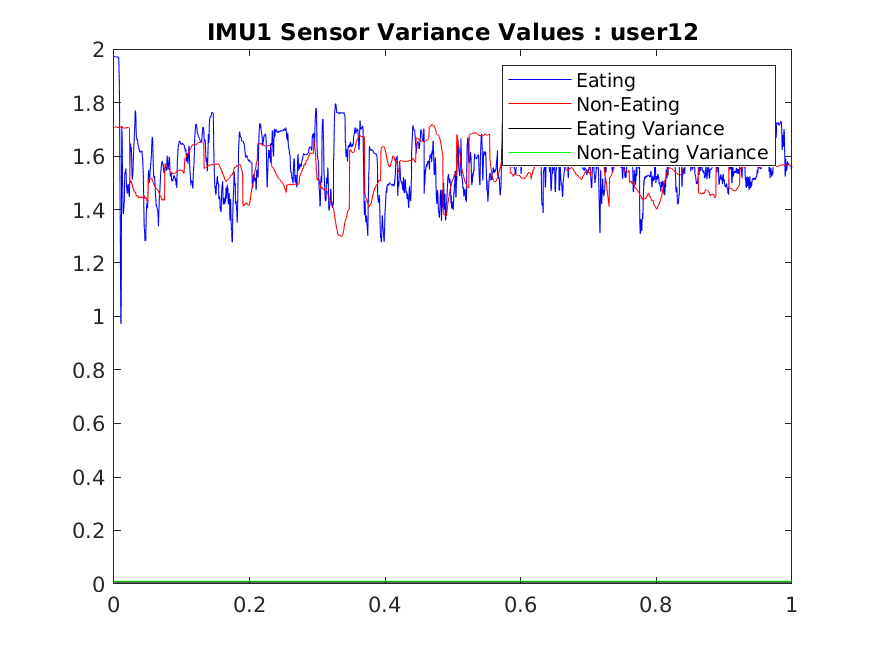 IMU1 Sensor Variance Values : user12
Eating
Non-Eating
Eating Variance
Non-Eating Variance
2
1.8
1.6
1.4
1.2
1
0.8
0.6
0.4
0.2
0
0 0.2 0.4 0.6 0.8 1